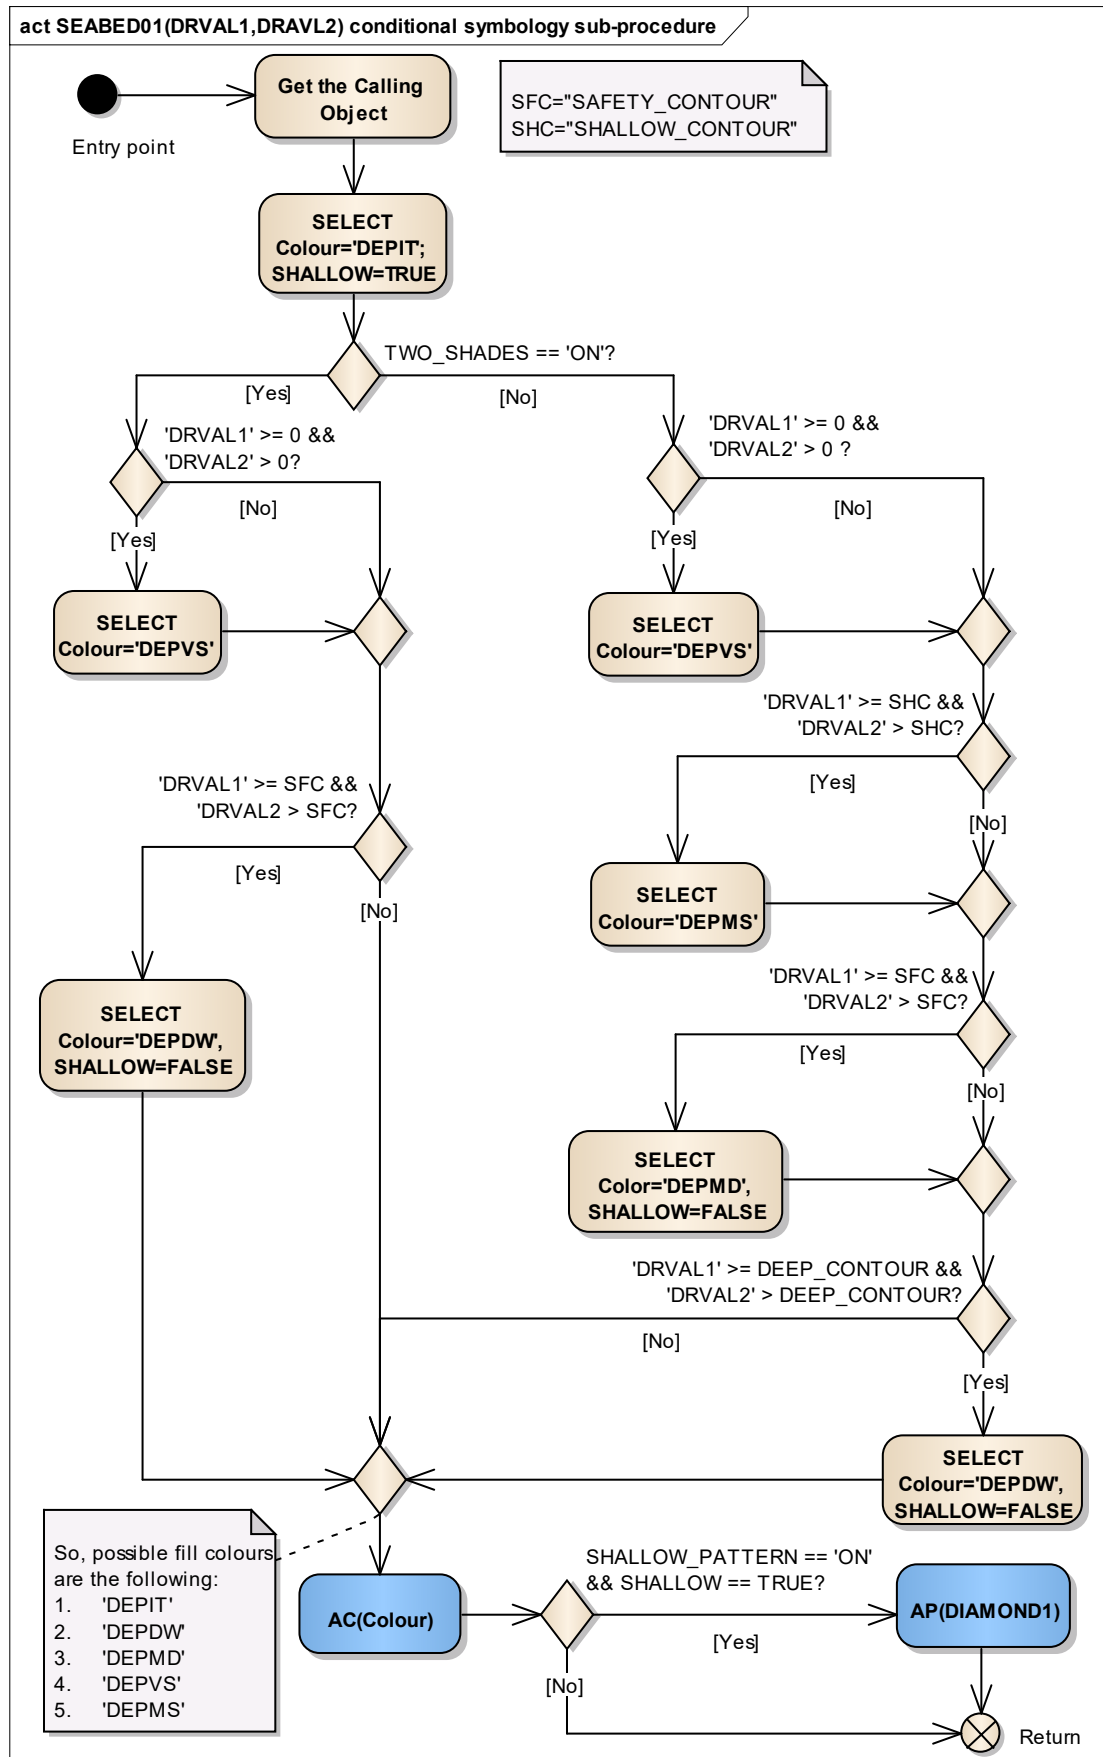 act SEABED01(DRVAL1,DRAVL2) conditional symbology sub-procedure
Entry point
Get the Calling
Object
SFC="SAFETY_CONTOUR"
SHC="SHALLOW_CONTOUR"
SELECT
Colour='DEPIT';
SHALLOW=TRUE
TWO_SHADES == 'ON'?
[Yes]
[No]
'DRVAL1' >= 0 &&
'DRVAL2' > 0?
[No]
[Yes]
SELECT
Colour='DEPVS'
'DRVAL1' >= SFC &&
'DRVAL2 > SFC?
[Yes]
[No]
SELECT
Colour='DEPDW',
SHALLOW=FALSE
'DRVAL1' >= 0 &&
'DRVAL2' > 0 ?
[No]
[Yes]
SELECT
Colour='DEPVS'
'DRVAL1' >= SHC &&
'DRVAL2' > SHC?
[Yes]
[No]
SELECT
Colour='DEPMS'
'DRVAL1' >= SFC &&
'DRVAL2' > SFC?
[Yes]
[No]
SELECT
Color='DEPMD',
SHALLOW=FALSE
'DRVAL1' >= DEEP_CONTOUR &&
'DRVAL2' > DEEP_CONTOUR?
[No]
[Yes]
SELECT
Colour='DEPDW',
SHALLOW=FALSE
So, possible fill colours
are the following:
1. 'DEPIT'
2. 'DEPDW'
3. 'DEPMD'
4. 'DEPVS'
5. 'DEPMS'
AC(Colour)
SHALLOW_PATTERN == 'ON'
&& SHALLOW == TRUE?
[Yes]
[No]
AP(DIAMOND1)
Return